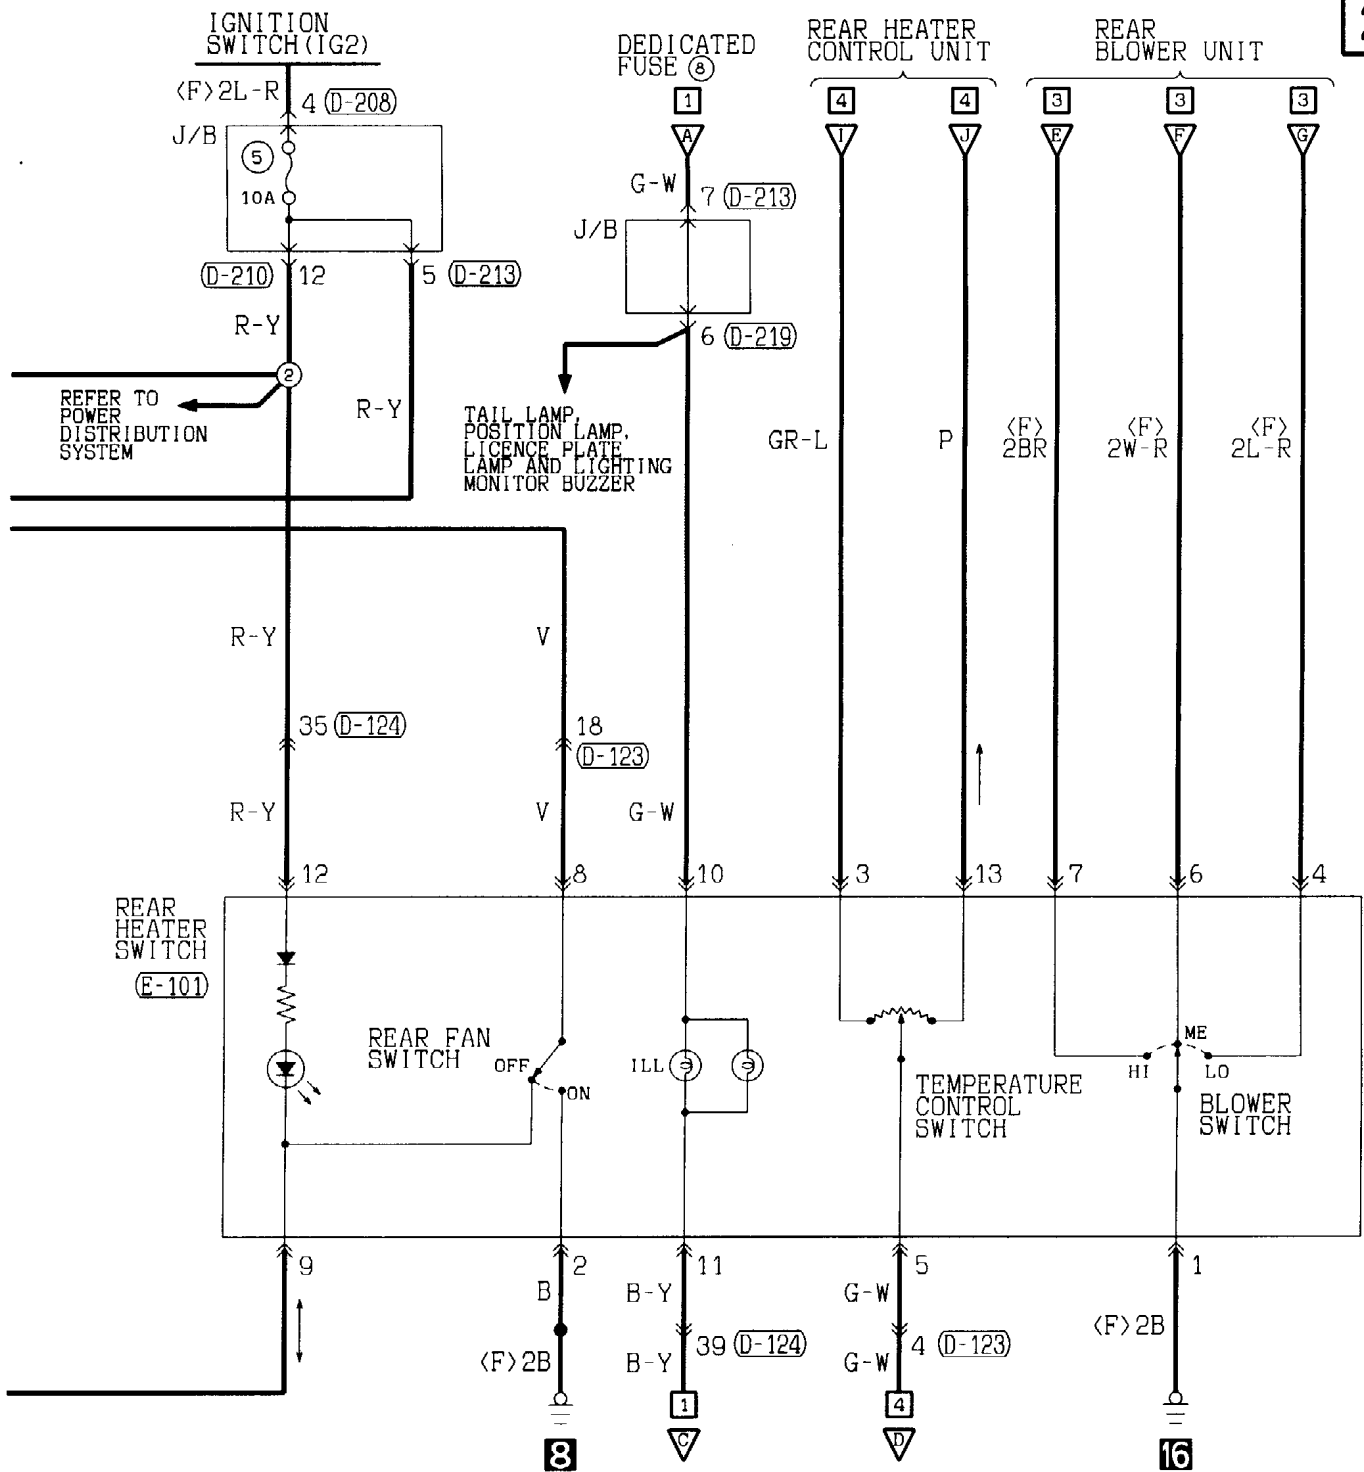 IGNITION
SWITCH(IG2)
DEDICATED
FUSE 8
REAR HEATER
CONTROL UNIT
REAR
BLOWER UNIT
<F>2L-R
4 D-208
1
4
4
3
3
3
J/B
5
10A
A
I
J
E
F
G
G-W
7 D-213
J/B
D-210 12
5 D-213
R-Y
6 D-219
2
REFER TO
POWER
DISTRIBUTION
SYSTEM
R-Y
TAIL LAMP,
POSITION LAMP,
LICENCE PLATE
LAMP AND LIGHTING
MONITOR BUZZER
GR-L
P
<F>
2BR
<F>
2W-R
<F>
2L-R
R-Y
V
35 D-124
18
D-123
R-Y
V
G-W
12
8
10
3
13
7
6
4
REAR
HEATER
SWITCH
E-101
REAR FAN
SWITCH
OFF
ON
ILL
TEMPERATURE
CONTROL
SWITCH
ME
HI
LO
BLOWER
SWITCH
9
2
11
5
1
B
B-Y
G-W
<F>2B
39 D-124
4 D-123
<F>2B
B-Y
G-W
1
4
C
D
8
16